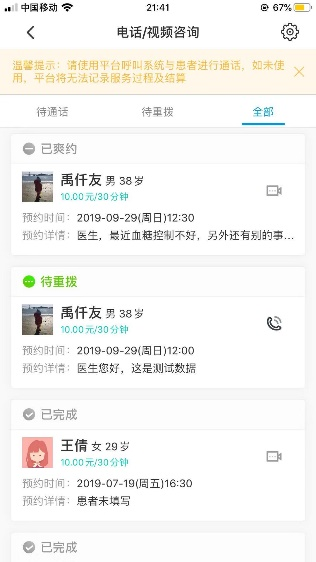 中国移动
21:41
67%
电话/视频咨询
温馨提示：请使用平台呼叫系统与患者进行通话，如未使
用，平台将无法记录服务过程及结算
待通话
待重拨
全部
已爽约
禹仟友 男 38岁
10.00元/30分钟
预约时间：2019-09-29(周日)12:30
预约详情：医生，最近血糖控制不好，另外还有别的事...
待重拨
禹仟友 男 38岁
10.00元/30分钟
预约时间：2019-09-29(周日)12:00
预约详情：医生您好，这是测试数据
已完成
王倩 女 29岁
10.00元/30分钟
预约时间：2019-07-19(周五)16:30
预约详情：患者未填写
已完成